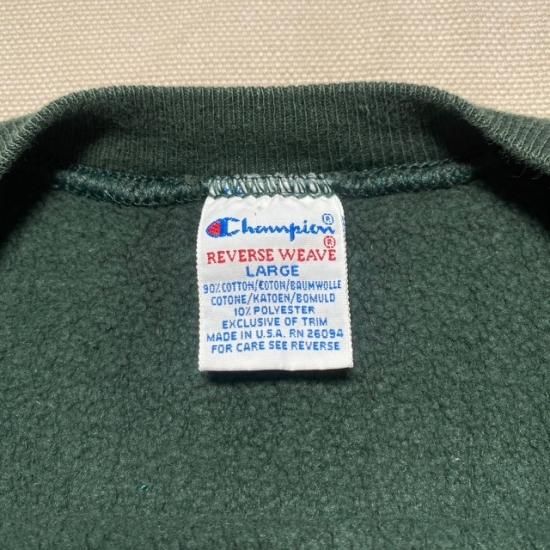 Champion®
REVERSE WEAVE®
LARGE
90% COTTON/COTON/BAUMWOLLE
COTONE/KATOEN/BOMULD
10% POLYESTER
EXCLUSIVE OF TRIM
MADE IN U.S.A. RN 26094
FOR CARE SEE REVERSE